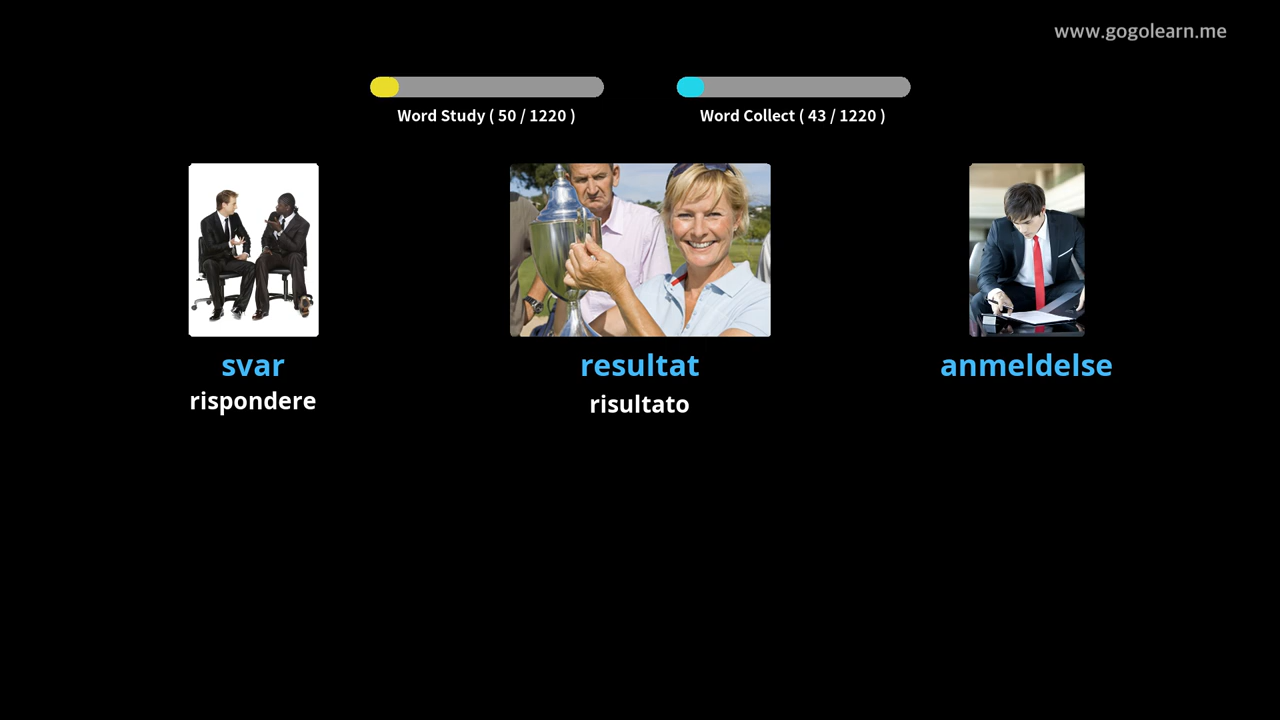 www.gogolearn.me
Word Study ( 50 / 1220 )
Word Collect ( 43 / 1220 )
svar
resultat
anmeldelse
rispondere
risultato